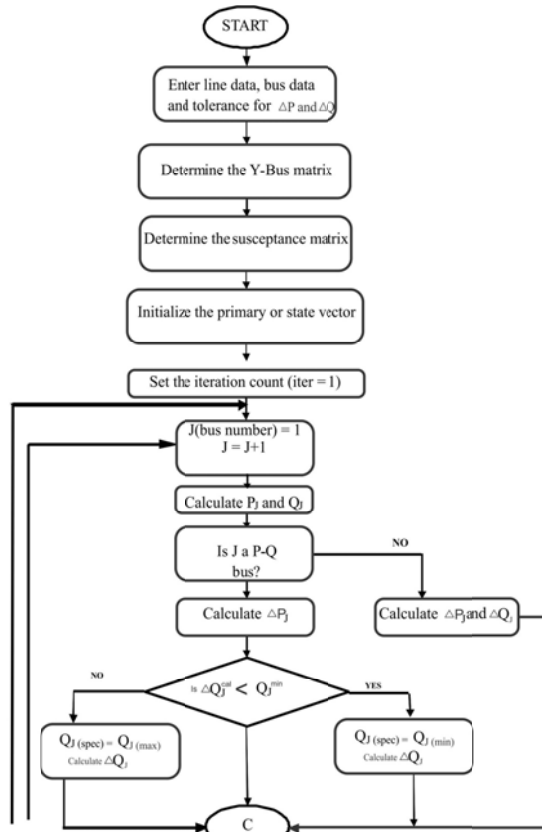 START
Enter line data, bus data
and tolerance for △P and △Q
Determine the Y-Bus matrix
Determine the susceptance matrix
Initialize the primary or state vector
Set the iteration count (iter = 1)
J(bus number) = 1
J = J+1
Calculate PJ and QJ
Is J a P-Q
bus?
NO
Calculate △PJ
Calculate △PJ and △QJ
Is △QJcal < QJmin
NO
YES
QJ (spec) = QJ (max)
Calculate △QJ
QJ (spec) = QJ (min)
Calculate △QJ
C